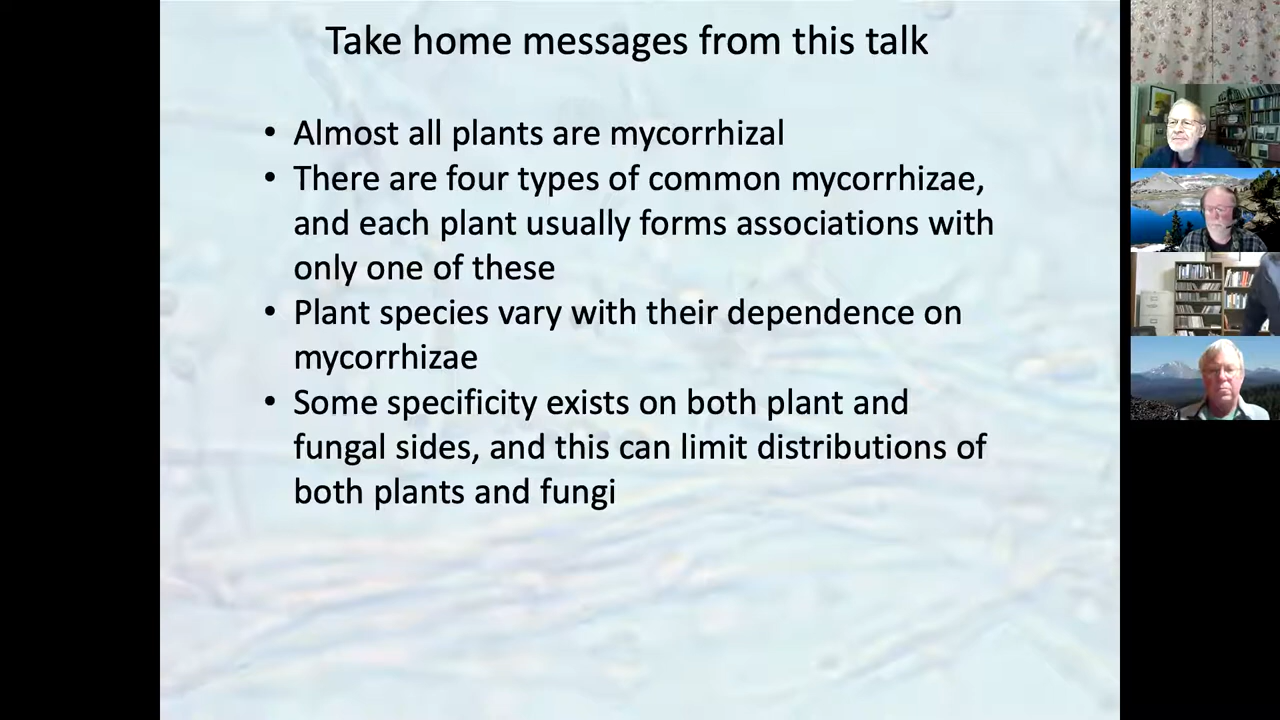 Take home messages from this talk
• Almost all plants are mycorrhizal
• There are four types of common mycorrhizae,
and each plant usually forms associations with
only one of these
• Plant species vary with their dependence on
mycorrhizae
• Some specificity exists on both plant and
fungal sides, and this can limit distributions of
both plants and fungi